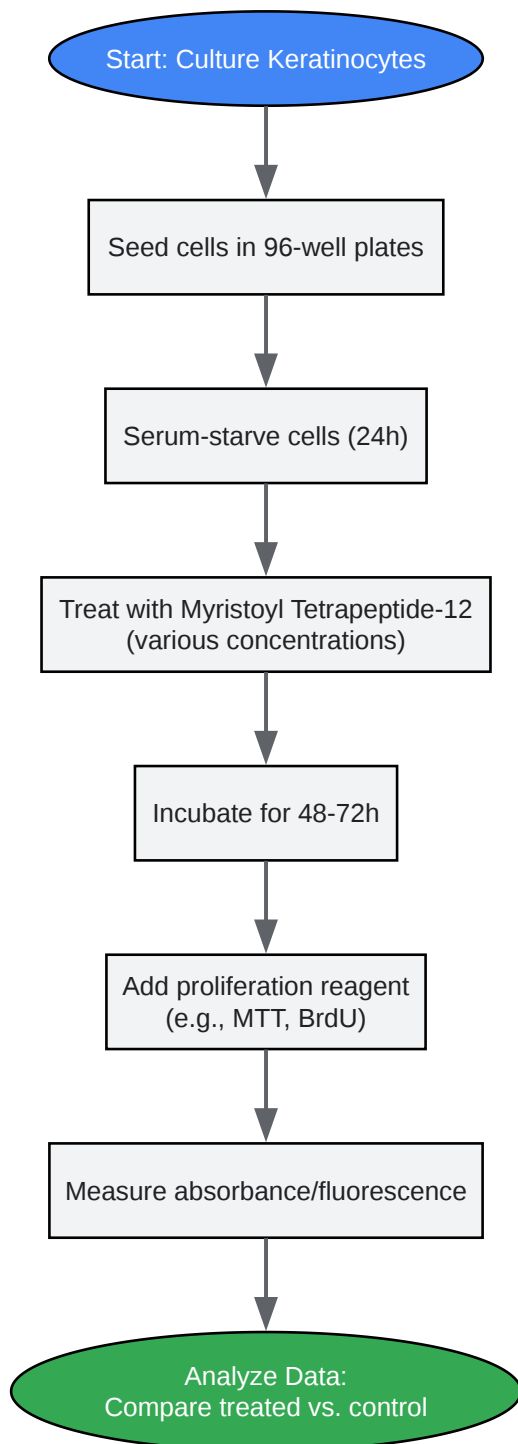 Start: Culture Keratinocytes
Seed cells in 96-well plates
Serum-starve cells (24h)
Treat with Myristoyl Tetrapeptide-12
(various concentrations)
Incubate for 48-72h
Add proliferation reagent
(e.g., MTT, BrdU)
Measure absorbance/fluorescence
Analyze Data:
Compare treated vs. control